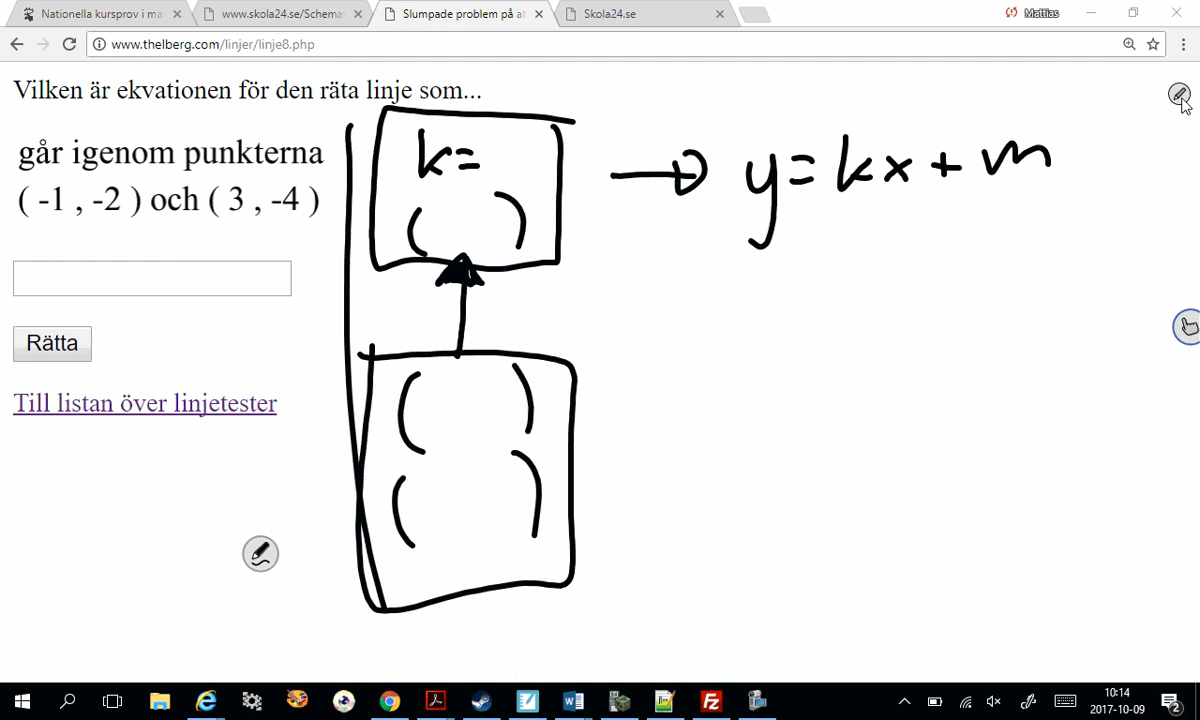 Nationella kursprov i ma
www.skola24.se/Schema
Slumpade problem på at
Skola24.se
Mattias
www.thelberg.com/linjer/linje8.php
Vilken är ekvationen för den räta linje som...
går igenom punkterna
( -1 , -2 ) och ( 3 , -4 )
Rätta
Till listan över linjetester
k=
( )
y=kx+m
( )
( )
10:14
2017-10-09
2